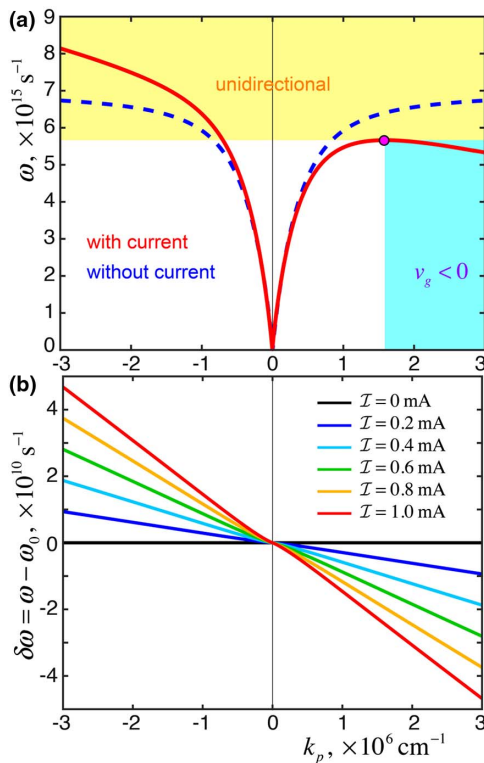 (a)
ω, ×10¹⁵ s⁻¹
9
8
7
6
5
4
3
2
1
0
unidirectional
with current
without current
v_g < 0
-3 -2 -1 0 1 2 3
(b)
δω = ω − ω₀, ×10¹⁰ s⁻¹
4
2
0
-2
-4
ℐ = 0 mA
ℐ = 0.2 mA
ℐ = 0.4 mA
ℐ = 0.6 mA
ℐ = 0.8 mA
ℐ = 1.0 mA
-3 -2 -1 0 1 2 3
k_p, ×10⁶ cm⁻¹